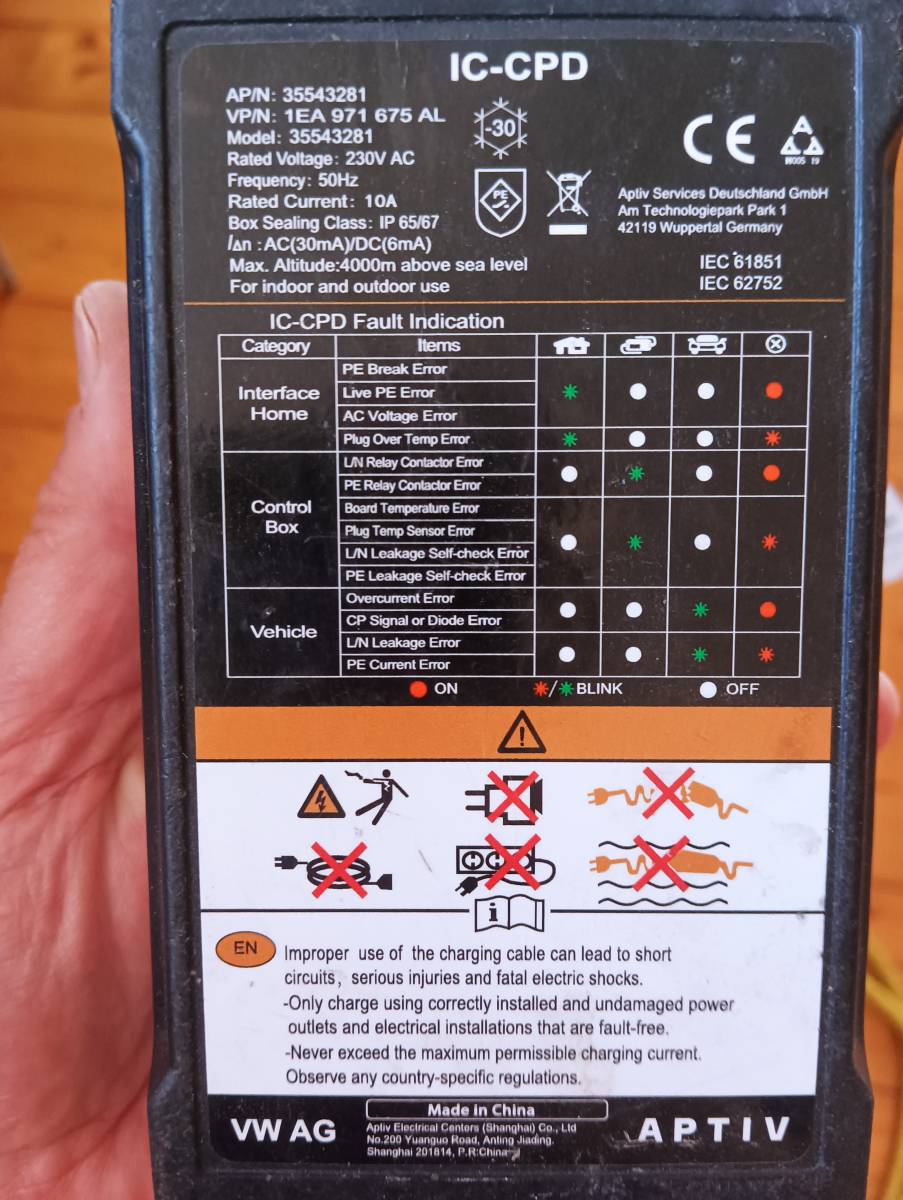 IC-CPD
AP/N: 35543281
VP/N: 1EA 971 675 AL
Model: 35543281
Rated Voltage: 230V AC
Frequency: 50Hz
Rated Current: 10A
Box Sealing Class: IP 65/67
IΔn :AC(30mA)/DC(6mA)
Max. Altitude:4000m above sea level
For indoor and outdoor use
-30
PE
CE
Aptiv Services Deutschland GmbH
Am Technologiepark Park 1
42119 Wuppertal Germany
IEC 61851
IEC 62752
IC-CPD Fault Indication
Category Items
Interface Home
PE Break Error
Live PE Error
AC Voltage Error
Plug Over Temp Error
Control Box
L/N Relay Contactor Error
PE Relay Contactor Error
Board Temperature Error
Plug Temp Sensor Error
L/N Leakage Self-check Error
PE Leakage Self-check Error
Vehicle
Overcurrent Error
CP Signal or Diode Error
L/N Leakage Error
PE Current Error
ON / BLINK OFF
i
EN
Improper use of the charging cable can lead to short
circuits, serious injuries and fatal electric shocks.
-Only charge using correctly installed and undamaged power
outlets and electrical installations that are fault-free.
-Never exceed the maximum permissible charging current.
Observe any country-specific regulations.
VW AG
Made in China
Aptiv Electrical Centers (Shanghai) Co., Ltd
No.200 Yuanguo Road, Anting Jiading.
Shanghai 201814, P.R.China
APTIV